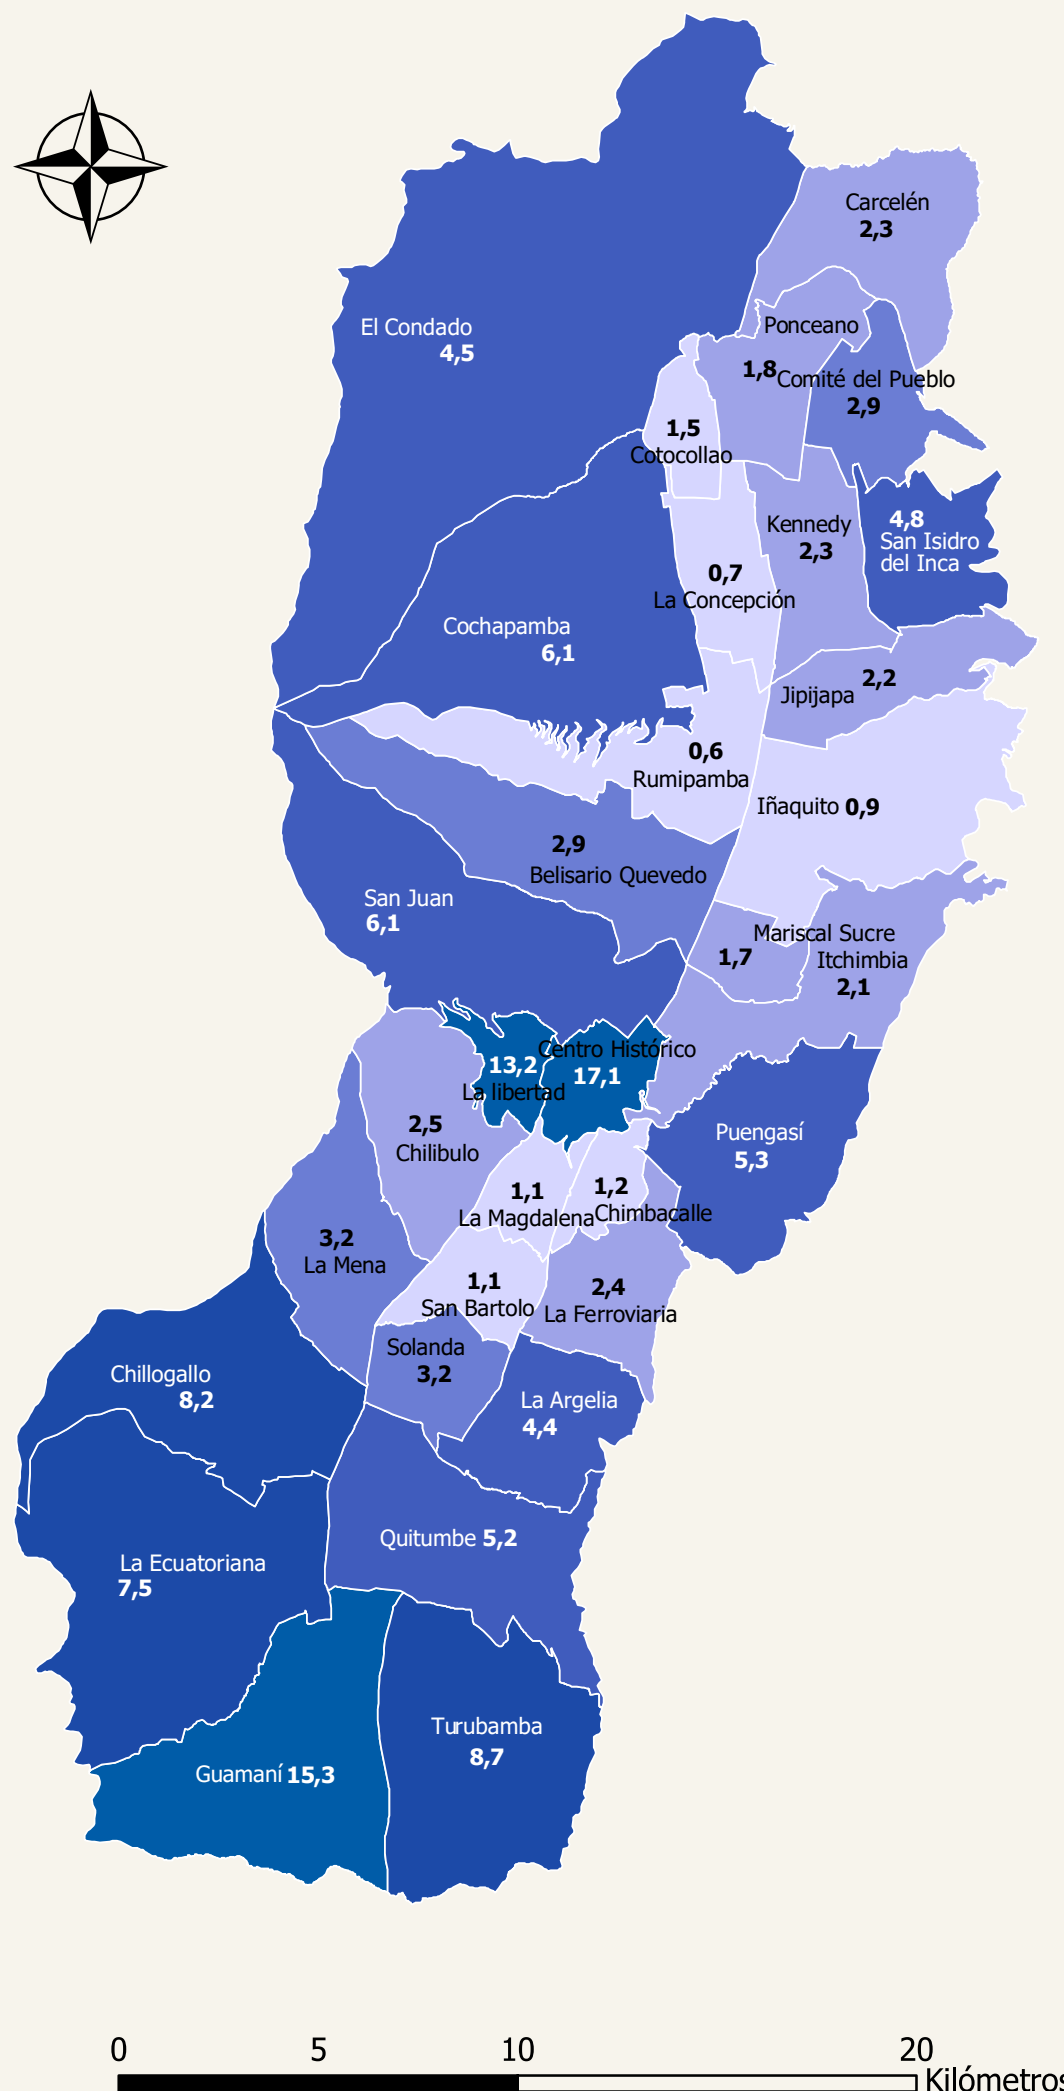 Carcelén
2,3
El Condado
4,5
Ponceano
1,8
Comité del Pueblo
2,9
1,5
Cotocollao
Kennedy
2,3
4,8
San Isidro
del Inca
0,7
La Concepción
Cochapamba
6,1
2,2
Jipijapa
0,6
Rumipamba
Iñaquito 0,9
2,9
Belisario Quevedo
San Juan
6,1
Mariscal Sucre
1,7
Itchimbia
2,1
Centro Histórico
17,1
13,2
La libertad
2,5
Chilibulo
Puengasí
5,3
1,1
La Magdalena
1,2
Chimbacalle
3,2
La Mena
1,1
San Bartolo
2,4
La Ferroviaria
Solanda
3,2
Chillogallo
8,2
La Argelia
4,4
Quitumbe 5,2
La Ecuatoriana
7,5
Turubamba
8,7
Guamaní 15,3
0 5 10 20
Kilómetros